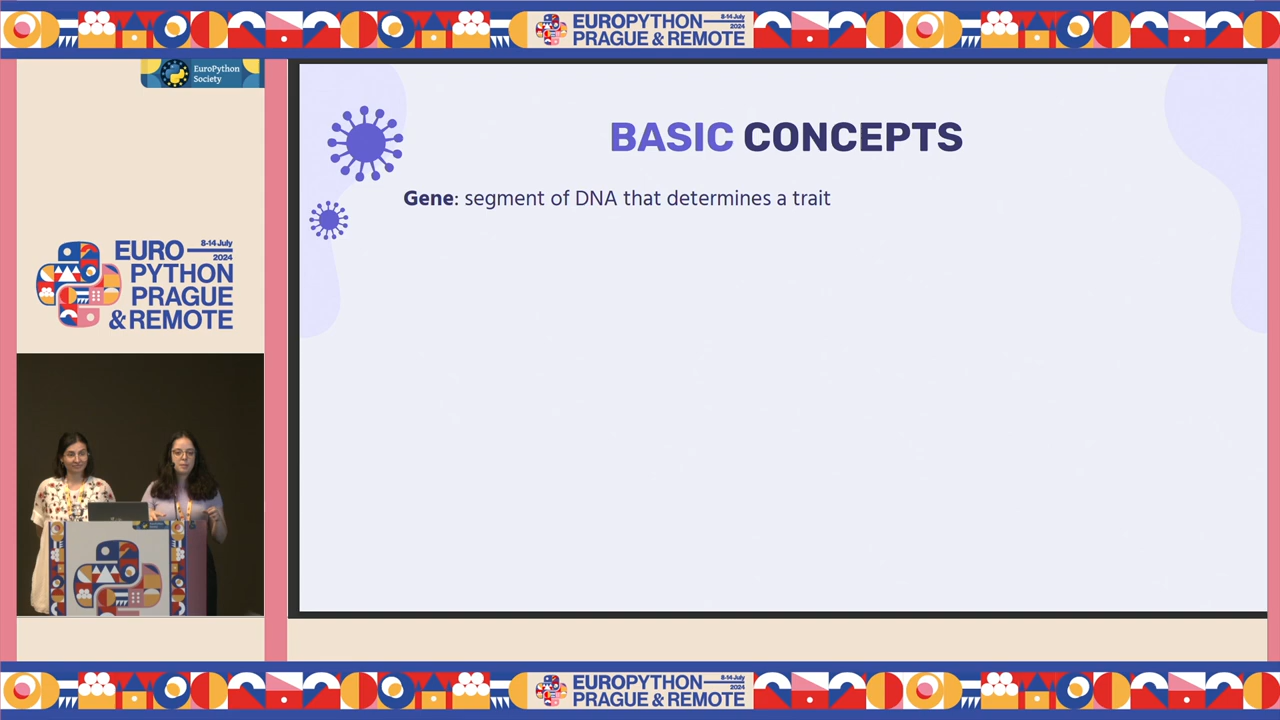 EUROPYTHON
8-14 July
2024
PRAGUE & REMOTE
EuroPython
Society
BASIC CONCEPTS
Gene: segment of DNA that determines a trait
EURO
8-14 July
2024
PYTHON
PRAGUE
& REMOTE
EUROPYTHON
8-14 July
2024
PRAGUE & REMOTE